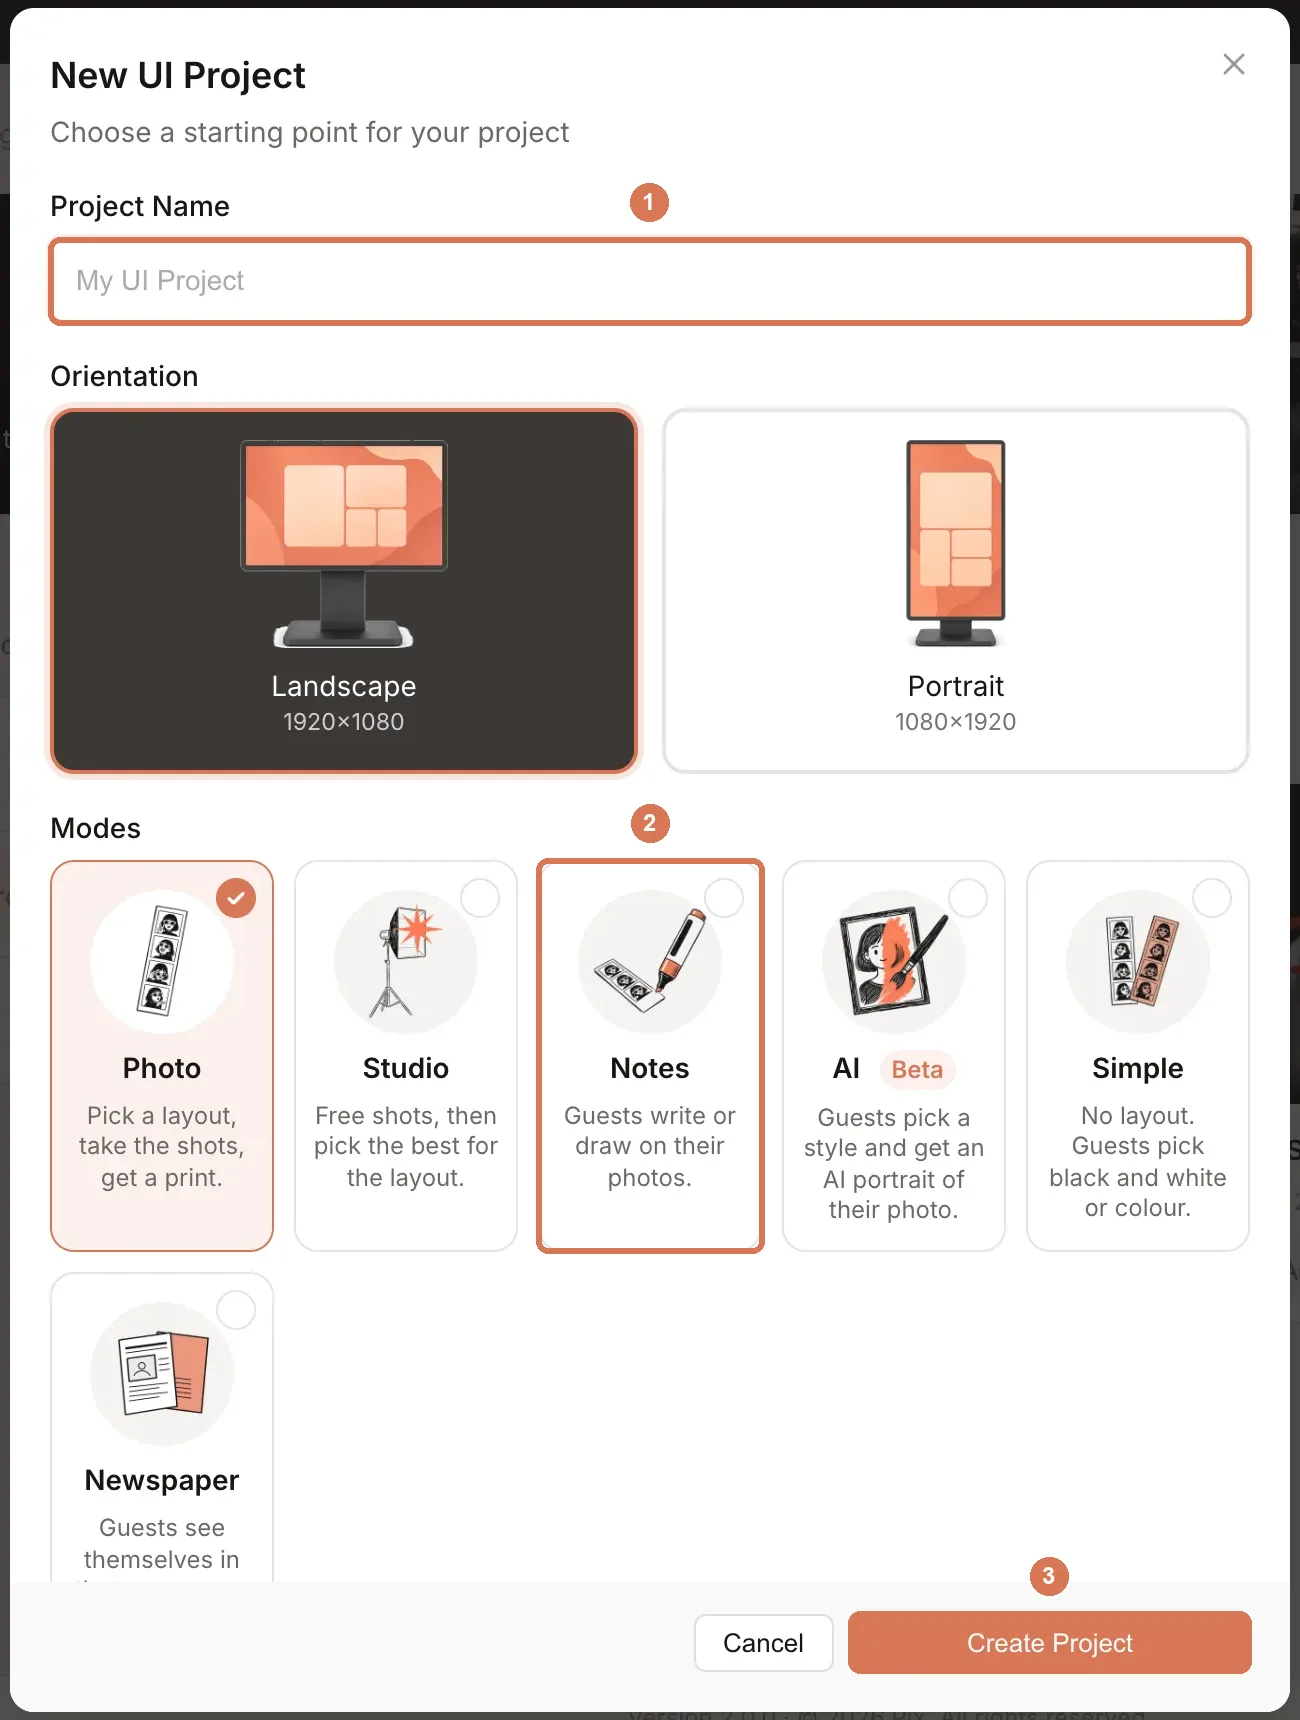 New UI Project
Choose a starting point for your project
Project Name
1
My UI Project
Orientation
Landscape
1920×1080
Portrait
1080×1920
Modes
2
Photo
Pick a layout,
take the shots,
get a print.
Studio
Free shots, then
pick the best for
the layout.
Notes
Guests write or
draw on their
photos.
AI Beta
Guests pick a
style and get an
AI portrait of
their photo.
Simple
No layout.
Guests pick
black and white
or colour.
Newspaper
Guests see
themselves in
3
Cancel
Create Project